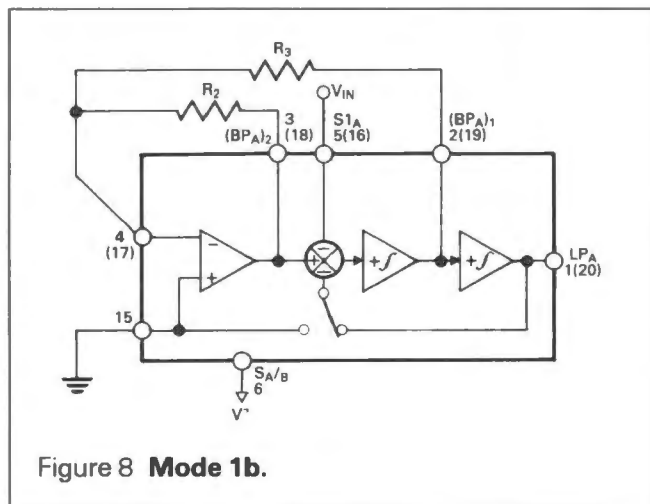 R3
R2
VIN
3
(18)
(BPA)2
S1A
5(16)
(BPA)1
2(19)
4
(17)
−
+
+
−
−
+∫
+∫
LPA
1(20)
15
SA/B
6
Figure 8 Mode 1b.